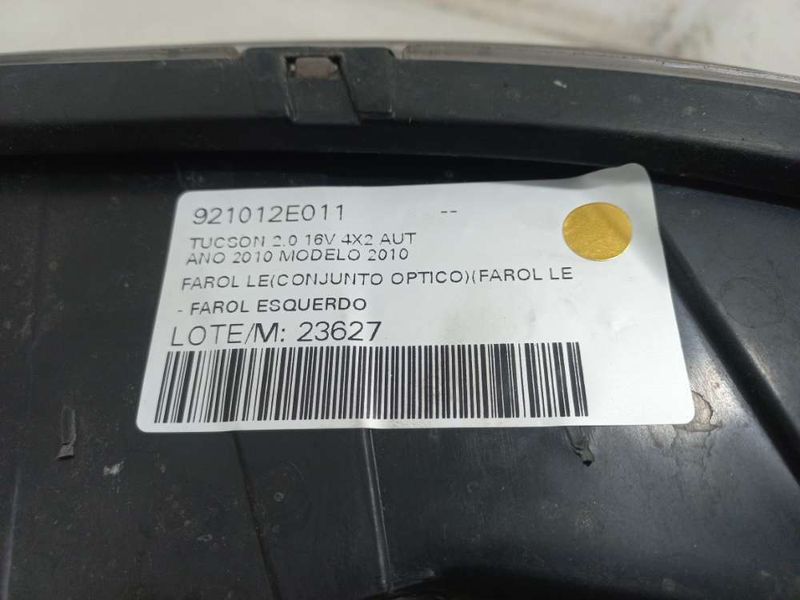 921012E011 --
TUCSON 2.0 16V 4X2 AUT
ANO 2010 MODELO 2010
FAROL LE(CONJUNTO OPTICO)(FAROL LE
- FAROL ESQUERDO
LOTE/M: 23627